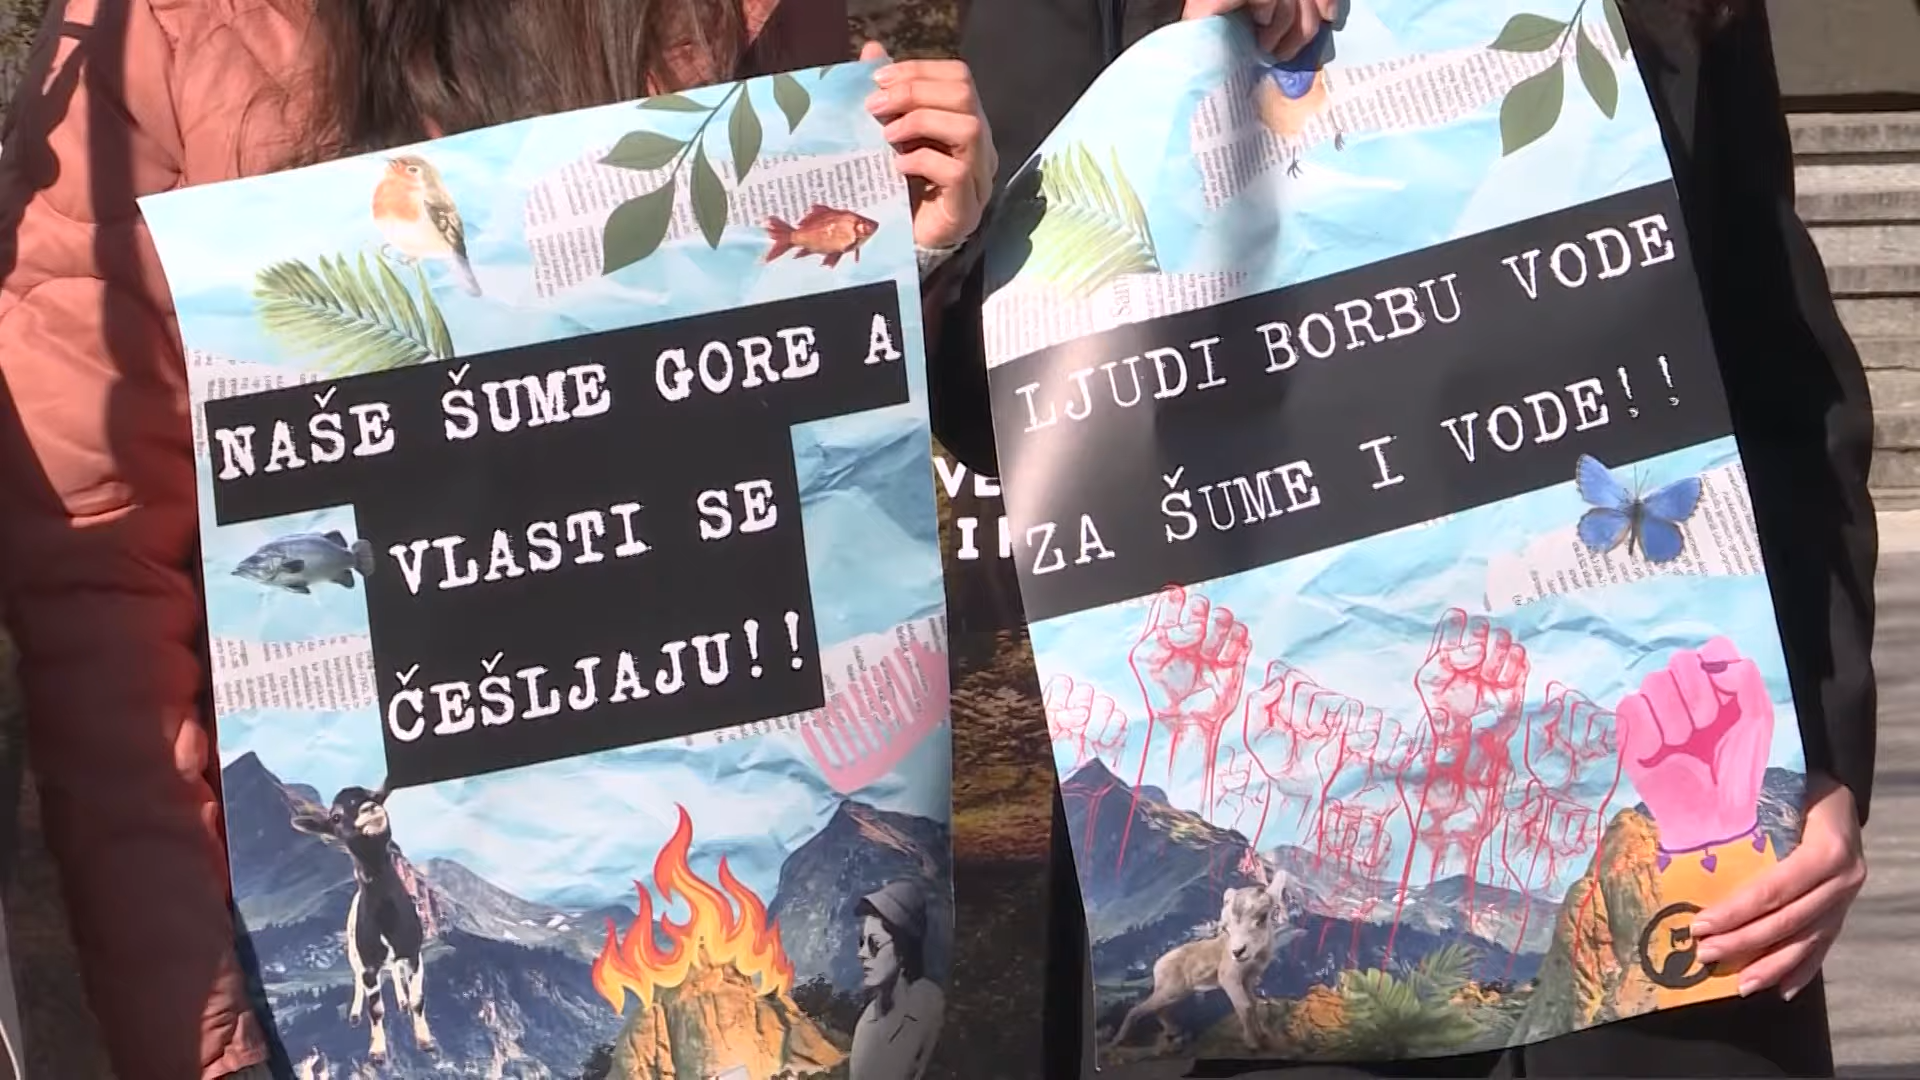 NAŠE ŠUME GORE A
VLASTI SE
ČEŠLJAJU!!
LJUDI BORBU VODE
ZA ŠUME I VODE!!